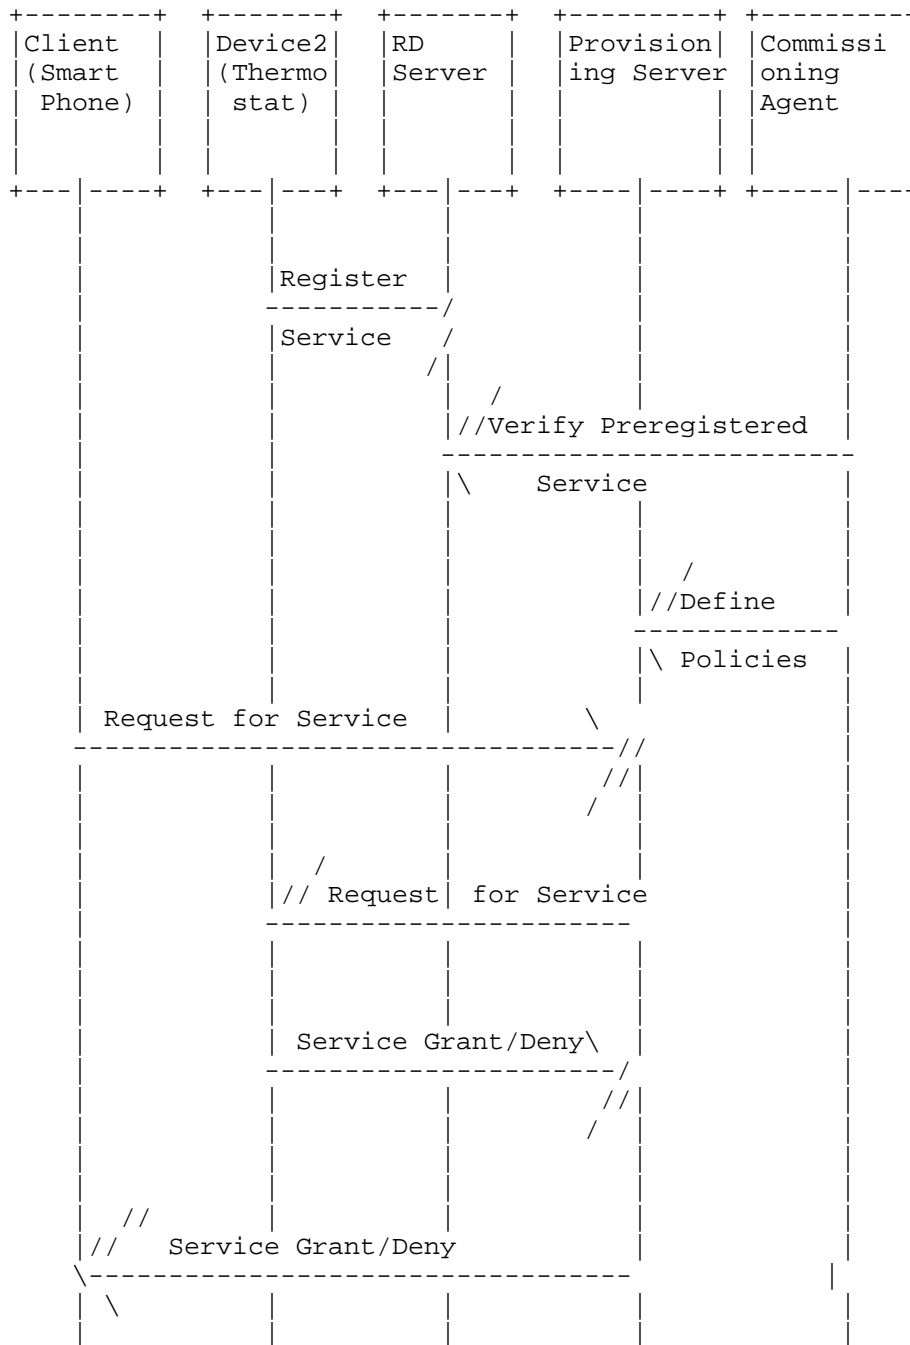 Client Device2 RD Provision Commissi
(Smart (Thermo Server ing Server oning
Phone) stat) Agent
Register
Service
Verify Preregistered
Service
Define
Policies
Request for Service
Request for Service
Service Grant/Deny
Service Grant/Deny